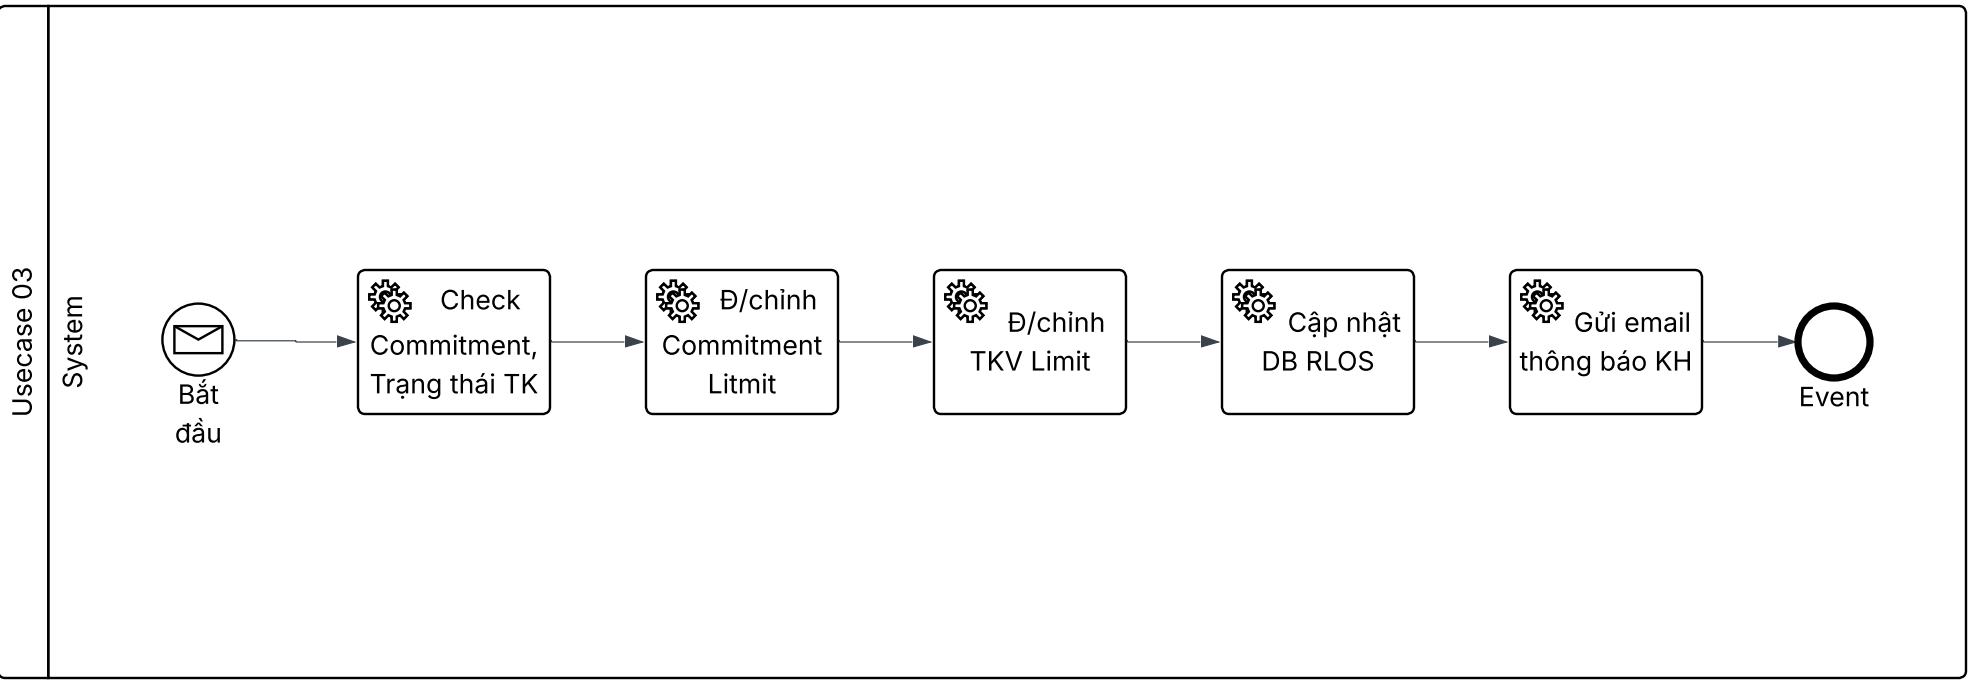 Usecase 03
System
Bắt
đầu
Check
Commitment,
Trạng thái TK
Đ/chỉnh
Commitment
Litmit
Đ/chỉnh
TKV Limit
Cập nhật
DB RLOS
Gửi email
thông báo KH
Event